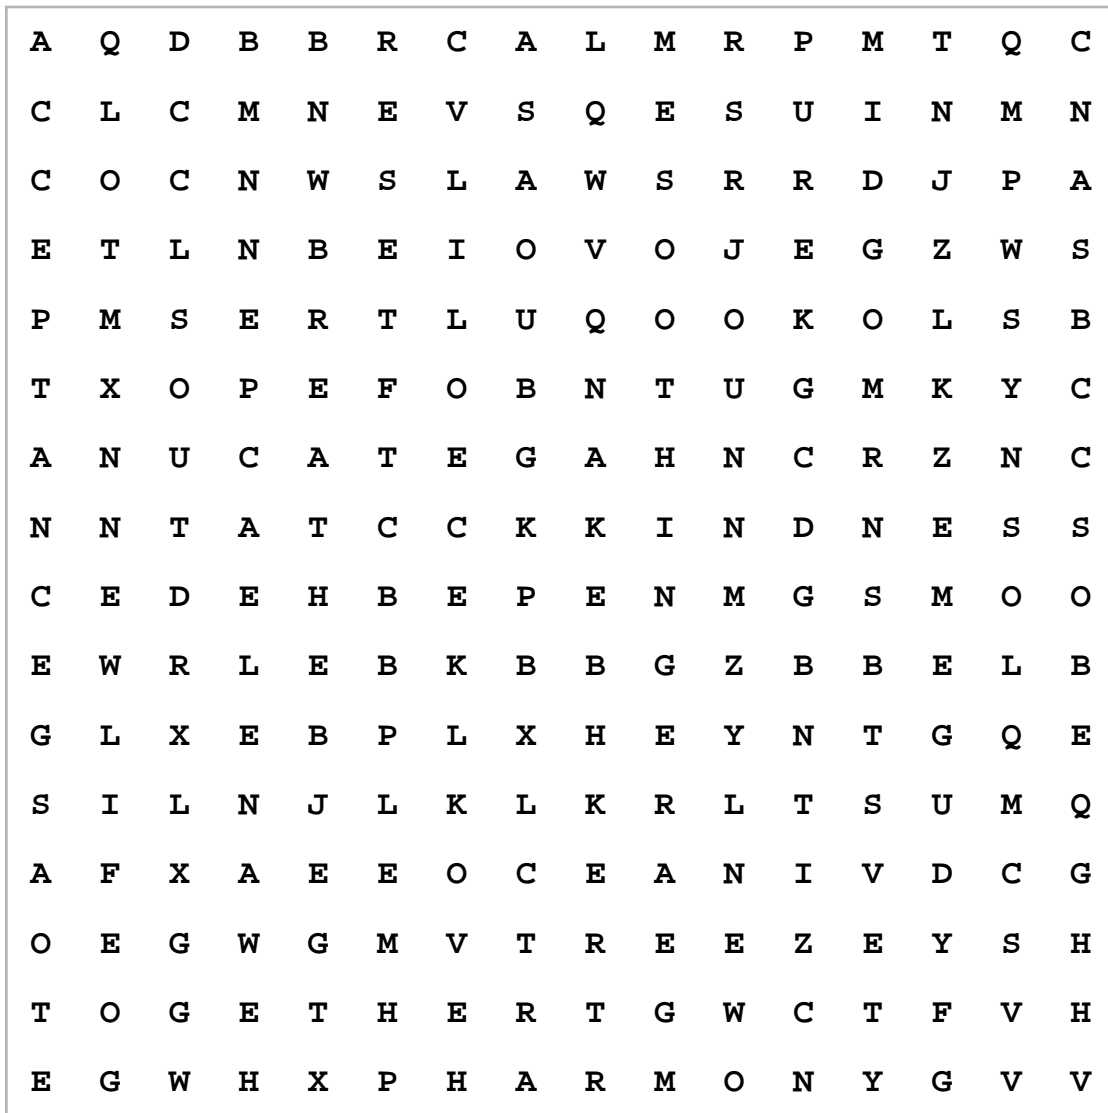 A Q D B B R C A L M R P M T Q C
C L C M N E V S Q E S U I N M N
C O C N W S L A W S R R D J P A
E T L N B E I O V O J E G Z W S
P M S E R T L U Q O O K O L S B
T X O P E F O B N T U G M K Y C
A N U C A T E G A H N C R Z N C
N N T A T C C K K I N D N E S S
C E D E H B E P E N M G S M O O
E W R L E B K B B G Z B B E L B
G L X E B P L X H E Y N T G Q E
S I L N J L K L K R L T S U M Q
A F X A E E O C E A N I V D C G
O E G W G M V T R E E Z E Y S H
T O G E T H E R T G W C T F V H
E G W H X P H A R M O N Y G V V